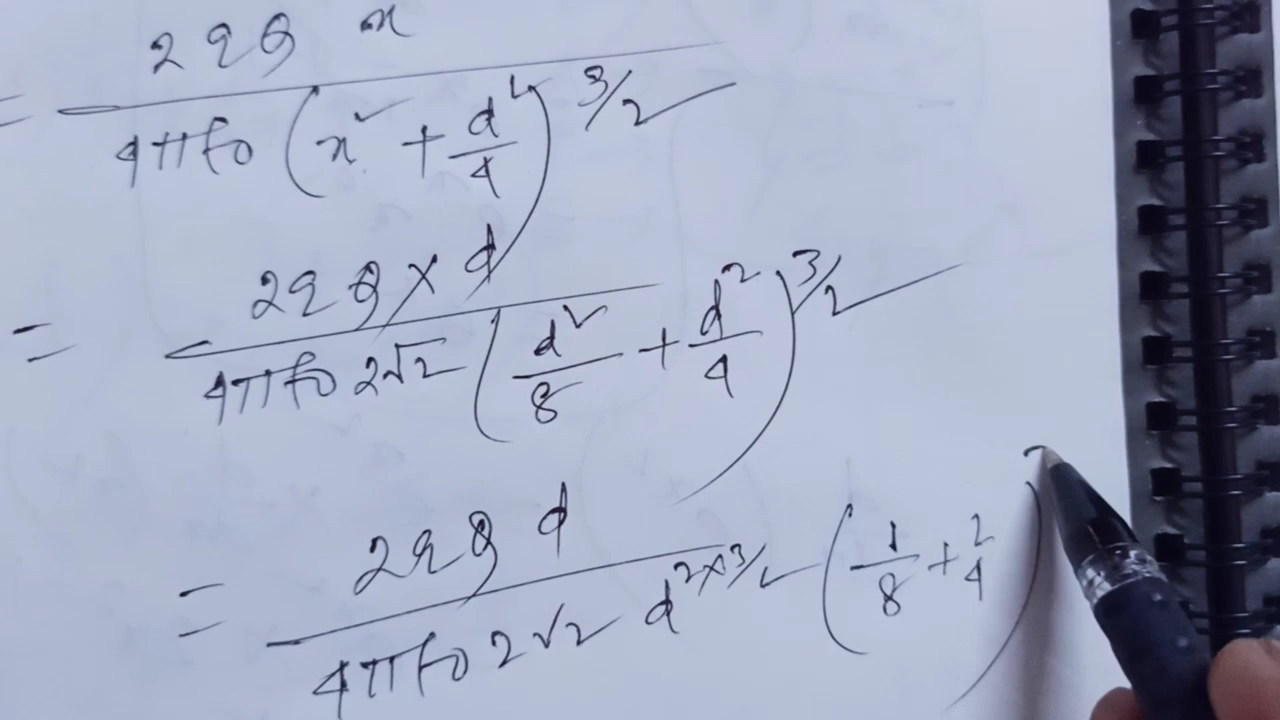 = 2qQ x / 4πε0 (x² + d²/4)^3/2
= 2qQ × d / 4πε0 2√2 (d²/8 + d²/4)^3/2
= 2qQ d / 4πε0 2√2 d^2×3/2 (1/8 + 1/4)